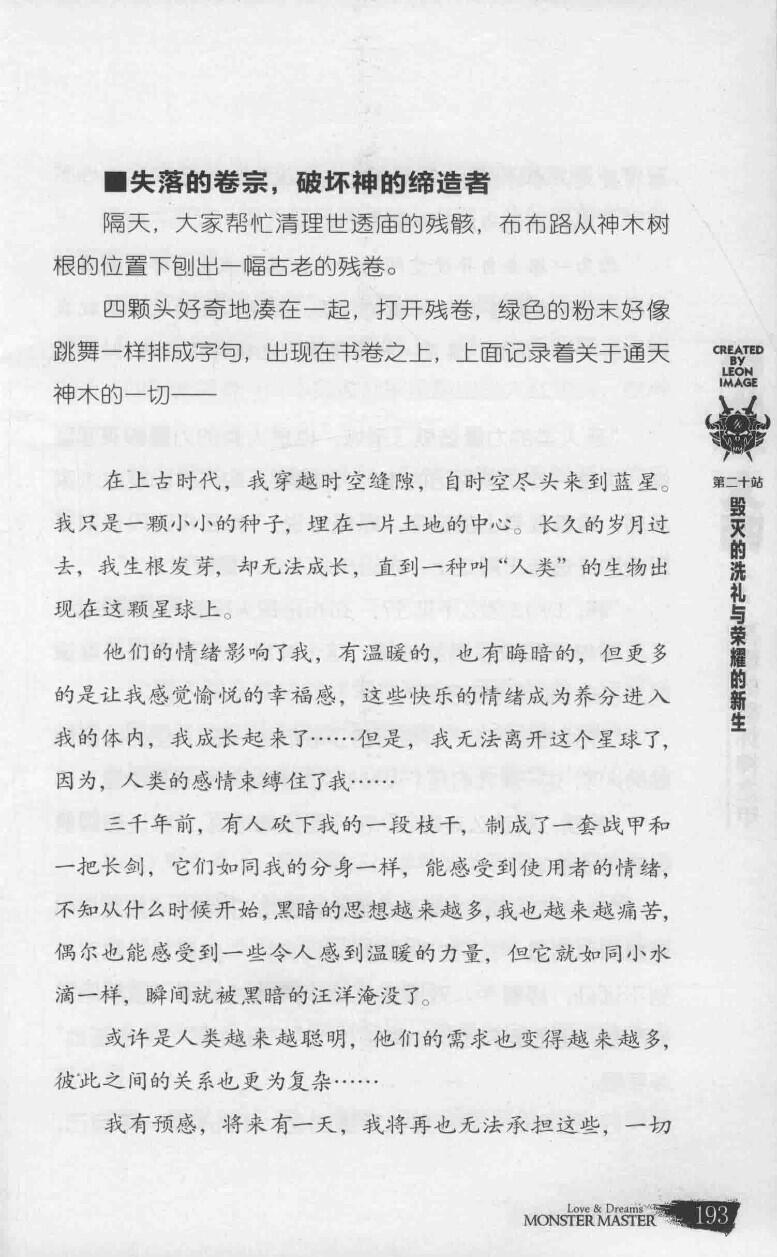 ■失落的卷宗，破坏神的缔造者
隔天，大家帮忙清理世透庙的残骸，布布路从神木树
根的位置下刨出一幅古老的残卷。
四颗头好奇地凑在一起，打开残卷，绿色的粉末好像
跳舞一样排成字句，出现在书卷之上，上面记录着关于通天
神木的一切——
在上古时代，我穿越时空缝隙，自时空尽头来到蓝星。
我只是一颗小小的种子，埋在一片土地的中心。长久的岁月过
去，我生根发芽，却无法成长，直到一种叫“人类”的生物出
现在这颗星球上。
他们的情绪影响了我，有温暖的，也有晦暗的，但更多
的是让我感觉愉悦的幸福感，这些快乐的情绪成为养分进入
我的体内，我成长起来了……但是，我无法离开这个星球了，
因为，人类的感情束缚住了我……
三千年前，有人砍下我的一段枝干，制成了一套战甲和
一把长剑，它们如同我的分身一样，能感受到使用者的情绪，
不知从什么时候开始，黑暗的思想越来越多，我也越来越痛苦，
偶尔也能感受到一些令人感到温暖的力量，但它就如同小水
滴一样，瞬间就被黑暗的汪洋淹没了。
或许是人类越来越聪明，他们的需求也变得越来越多，
彼此之间的关系也更为复杂……
我有预感，将来有一天，我将再也无法承担这些，一切
CREATED
BY
LEON
IMAGE
第二十站
毁灭的洗礼与荣耀的新生
Love & Dreams
MONSTER MASTER
193